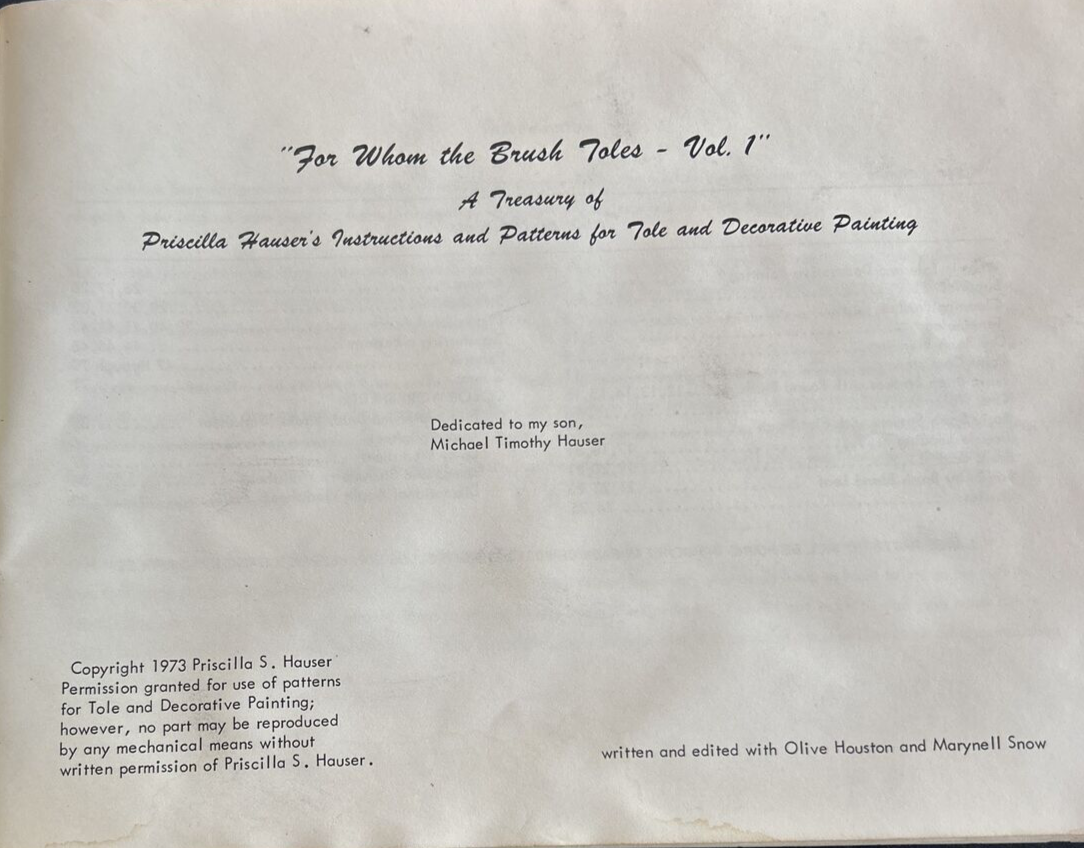 "For Whom the Brush Toles - Vol. 1"
A Treasury of
Priscilla Hauser's Instructions and Patterns for Tole and Decorative Painting
Dedicated to my son,
Michael Timothy Hauser
Copyright 1973 Priscilla S. Hauser
Permission granted for use of patterns
for Tole and Decorative Painting;
however, no part may be reproduced
by any mechanical means without
written permission of Priscilla S. Hauser.
written and edited with Olive Houston and Marynell Snow